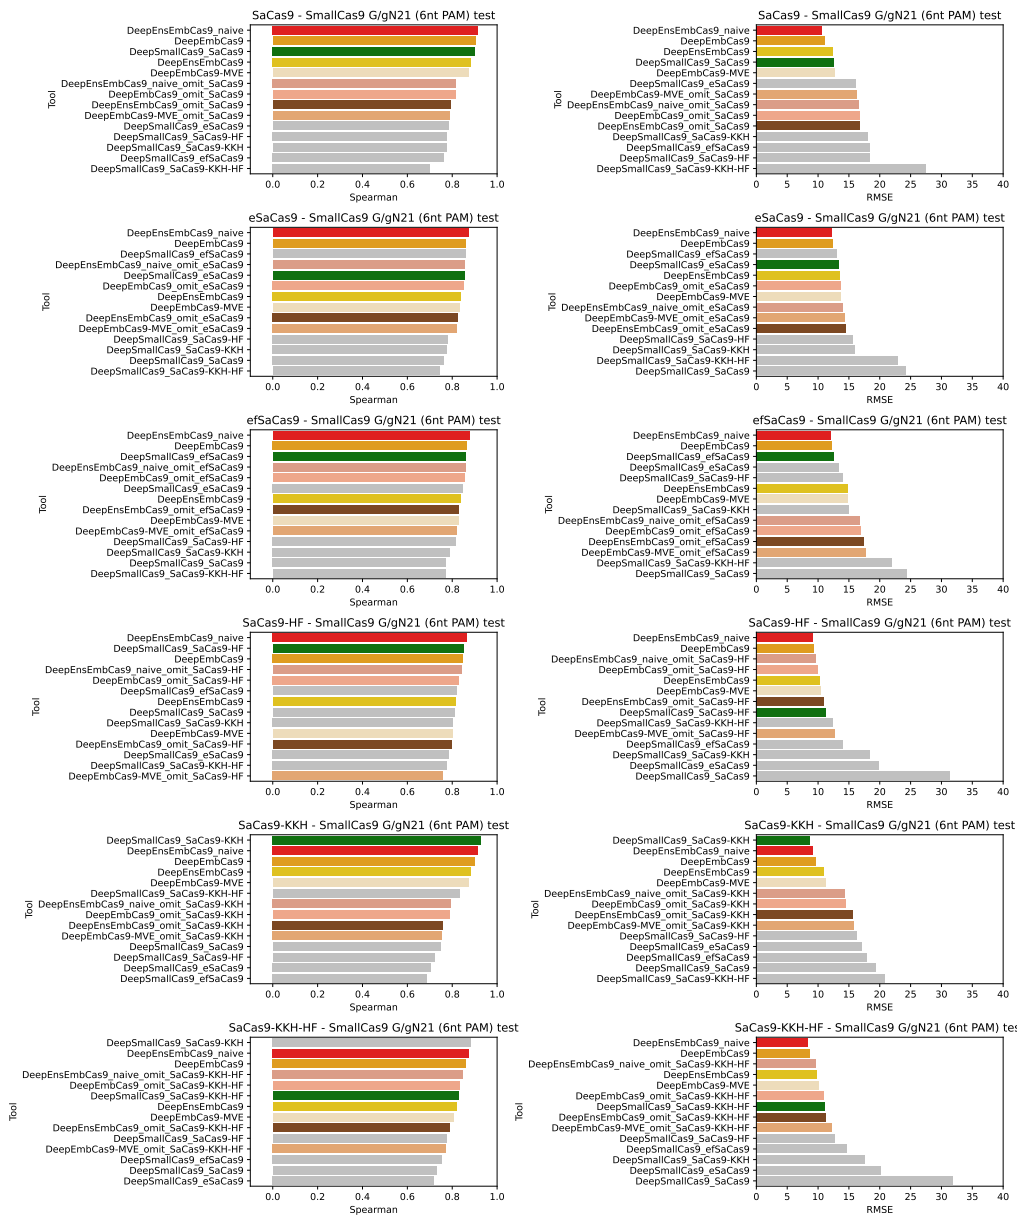 SaCas9 - SmallCas9 G/gN21 (6nt PAM) test
Tool
DeepEnsEmbCas9_naive
DeepEmbCas9
DeepSmallCas9_SaCas9
DeepEnsEmbCas9
DeepEmbCas9-MVE
DeepEnsEmbCas9_naive_omit_SaCas9
DeepEmbCas9_omit_SaCas9
DeepEnsEmbCas9_omit_SaCas9
DeepEmbCas9-MVE_omit_SaCas9
DeepSmallCas9_eSaCas9
DeepSmallCas9_SaCas9-HF
DeepSmallCas9_SaCas9-KKH
DeepSmallCas9_efSaCas9
DeepSmallCas9_SaCas9-KKH-HF
0.0 0.2 0.4 0.6 0.8 1.0
Spearman
SaCas9 - SmallCas9 G/gN21 (6nt PAM) test
Tool
DeepEnsEmbCas9_naive
DeepEmbCas9
DeepEnsEmbCas9
DeepSmallCas9_SaCas9
DeepEmbCas9-MVE
DeepSmallCas9_eSaCas9
DeepEmbCas9-MVE_omit_SaCas9
DeepEnsEmbCas9_naive_omit_SaCas9
DeepEmbCas9_omit_SaCas9
DeepEnsEmbCas9_omit_SaCas9
DeepSmallCas9_SaCas9-KKH
DeepSmallCas9_efSaCas9
DeepSmallCas9_SaCas9-HF
DeepSmallCas9_SaCas9-KKH-HF
0 5 10 15 20 25 30 35 40
RMSE
eSaCas9 - SmallCas9 G/gN21 (6nt PAM) test
Tool
DeepEnsEmbCas9_naive
DeepEmbCas9
DeepSmallCas9_efSaCas9
DeepEnsEmbCas9_naive_omit_eSaCas9
DeepSmallCas9_eSaCas9
DeepEmbCas9_omit_eSaCas9
DeepEnsEmbCas9
DeepEmbCas9-MVE
DeepEnsEmbCas9_omit_eSaCas9
DeepEmbCas9-MVE_omit_eSaCas9
DeepSmallCas9_SaCas9-HF
DeepSmallCas9_SaCas9-KKH
DeepSmallCas9_SaCas9
DeepSmallCas9_SaCas9-KKH-HF
0.0 0.2 0.4 0.6 0.8 1.0
Spearman
eSaCas9 - SmallCas9 G/gN21 (6nt PAM) test
Tool
DeepEnsEmbCas9_naive
DeepEmbCas9
DeepSmallCas9_efSaCas9
DeepSmallCas9_eSaCas9
DeepEnsEmbCas9
DeepEmbCas9_omit_eSaCas9
DeepEmbCas9-MVE
DeepEnsEmbCas9_naive_omit_eSaCas9
DeepEmbCas9-MVE_omit_eSaCas9
DeepEnsEmbCas9_omit_eSaCas9
DeepSmallCas9_SaCas9-HF
DeepSmallCas9_SaCas9-KKH
DeepSmallCas9_SaCas9-KKH-HF
DeepSmallCas9_SaCas9
0 5 10 15 20 25 30 35 40
RMSE
efSaCas9 - SmallCas9 G/gN21 (6nt PAM) test
Tool
DeepEnsEmbCas9_naive
DeepEmbCas9
DeepSmallCas9_efSaCas9
DeepEnsEmbCas9_naive_omit_efSaCas9
DeepEmbCas9_omit_efSaCas9
DeepSmallCas9_eSaCas9
DeepEnsEmbCas9
DeepEnsEmbCas9_omit_efSaCas9
DeepEmbCas9-MVE
DeepEmbCas9-MVE_omit_efSaCas9
DeepSmallCas9_SaCas9-HF
DeepSmallCas9_SaCas9-KKH
DeepSmallCas9_SaCas9
DeepSmallCas9_SaCas9-KKH-HF
0.0 0.2 0.4 0.6 0.8 1.0
Spearman
efSaCas9 - SmallCas9 G/gN21 (6nt PAM) test
Tool
DeepEnsEmbCas9_naive
DeepEmbCas9
DeepSmallCas9_efSaCas9
DeepSmallCas9_eSaCas9
DeepSmallCas9_SaCas9-HF
DeepEnsEmbCas9
DeepEmbCas9-MVE
DeepSmallCas9_SaCas9-KKH
DeepEnsEmbCas9_naive_omit_efSaCas9
DeepEmbCas9_omit_efSaCas9
DeepEnsEmbCas9_omit_efSaCas9
DeepEmbCas9-MVE_omit_efSaCas9
DeepSmallCas9_SaCas9-KKH-HF
DeepSmallCas9_SaCas9
0 5 10 15 20 25 30 35 40
RMSE
SaCas9-HF - SmallCas9 G/gN21 (6nt PAM) test
Tool
DeepEnsEmbCas9_naive
DeepSmallCas9_SaCas9-HF
DeepEmbCas9
DeepEnsEmbCas9_naive_omit_SaCas9-HF
DeepEmbCas9_omit_SaCas9-HF
DeepSmallCas9_efSaCas9
DeepEnsEmbCas9
DeepSmallCas9_SaCas9
DeepSmallCas9_SaCas9-KKH
DeepEmbCas9-MVE
DeepEnsEmbCas9_omit_SaCas9-HF
DeepSmallCas9_eSaCas9
DeepSmallCas9_SaCas9-KKH-HF
DeepEmbCas9-MVE_omit_SaCas9-HF
0.0 0.2 0.4 0.6 0.8 1.0
Spearman
SaCas9-HF - SmallCas9 G/gN21 (6nt PAM) test
Tool
DeepEnsEmbCas9_naive
DeepEmbCas9
DeepEnsEmbCas9_naive_omit_SaCas9-HF
DeepEmbCas9_omit_SaCas9-HF
DeepEnsEmbCas9
DeepEmbCas9-MVE
DeepEnsEmbCas9_omit_SaCas9-HF
DeepSmallCas9_SaCas9-HF
DeepSmallCas9_SaCas9-KKH-HF
DeepEmbCas9-MVE_omit_SaCas9-HF
DeepSmallCas9_efSaCas9
DeepSmallCas9_SaCas9-KKH
DeepSmallCas9_eSaCas9
DeepSmallCas9_SaCas9
0 5 10 15 20 25 30 35 40
RMSE
SaCas9-KKH - SmallCas9 G/gN21 (6nt PAM) test
Tool
DeepSmallCas9_SaCas9-KKH
DeepEnsEmbCas9_naive
DeepEmbCas9
DeepEnsEmbCas9
DeepEmbCas9-MVE
DeepSmallCas9_SaCas9-KKH-HF
DeepEnsEmbCas9_naive_omit_SaCas9-KKH
DeepEmbCas9_omit_SaCas9-KKH
DeepEnsEmbCas9_omit_SaCas9-KKH
DeepEmbCas9-MVE_omit_SaCas9-KKH
DeepSmallCas9_SaCas9
DeepSmallCas9_SaCas9-HF
DeepSmallCas9_eSaCas9
DeepSmallCas9_efSaCas9
0.0 0.2 0.4 0.6 0.8 1.0
Spearman
SaCas9-KKH - SmallCas9 G/gN21 (6nt PAM) test
Tool
DeepSmallCas9_SaCas9-KKH
DeepEnsEmbCas9_naive
DeepEmbCas9
DeepEnsEmbCas9
DeepEmbCas9-MVE
DeepEnsEmbCas9_naive_omit_SaCas9-KKH
DeepEmbCas9_omit_SaCas9-KKH
DeepEnsEmbCas9_omit_SaCas9-KKH
DeepEmbCas9-MVE_omit_SaCas9-KKH
DeepSmallCas9_SaCas9-HF
DeepSmallCas9_eSaCas9
DeepSmallCas9_efSaCas9
DeepSmallCas9_SaCas9
DeepSmallCas9_SaCas9-KKH-HF
0 5 10 15 20 25 30 35 40
RMSE
SaCas9-KKH-HF - SmallCas9 G/gN21 (6nt PAM) test
Tool
DeepSmallCas9_SaCas9-KKH
DeepEnsEmbCas9_naive
DeepEmbCas9
DeepEnsEmbCas9_naive_omit_SaCas9-KKH-HF
DeepEmbCas9_omit_SaCas9-KKH-HF
DeepSmallCas9_SaCas9-KKH-HF
DeepEnsEmbCas9
DeepEmbCas9-MVE
DeepEnsEmbCas9_omit_SaCas9-KKH-HF
DeepSmallCas9_SaCas9-HF
DeepEmbCas9-MVE_omit_SaCas9-KKH-HF
DeepSmallCas9_efSaCas9
DeepSmallCas9_SaCas9
DeepSmallCas9_eSaCas9
0.0 0.2 0.4 0.6 0.8 1.0
Spearman
SaCas9-KKH-HF - SmallCas9 G/gN21 (6nt PAM) test
Tool
DeepEnsEmbCas9_naive
DeepEmbCas9
DeepEnsEmbCas9_naive_omit_SaCas9-KKH-HF
DeepEnsEmbCas9
DeepEmbCas9-MVE
DeepEmbCas9_omit_SaCas9-KKH-HF
DeepSmallCas9_SaCas9-KKH-HF
DeepEnsEmbCas9_omit_SaCas9-KKH-HF
DeepEmbCas9-MVE_omit_SaCas9-KKH-HF
DeepSmallCas9_SaCas9-HF
DeepSmallCas9_efSaCas9
DeepSmallCas9_SaCas9-KKH
DeepSmallCas9_eSaCas9
DeepSmallCas9_SaCas9
0 5 10 15 20 25 30 35 40
RMSE